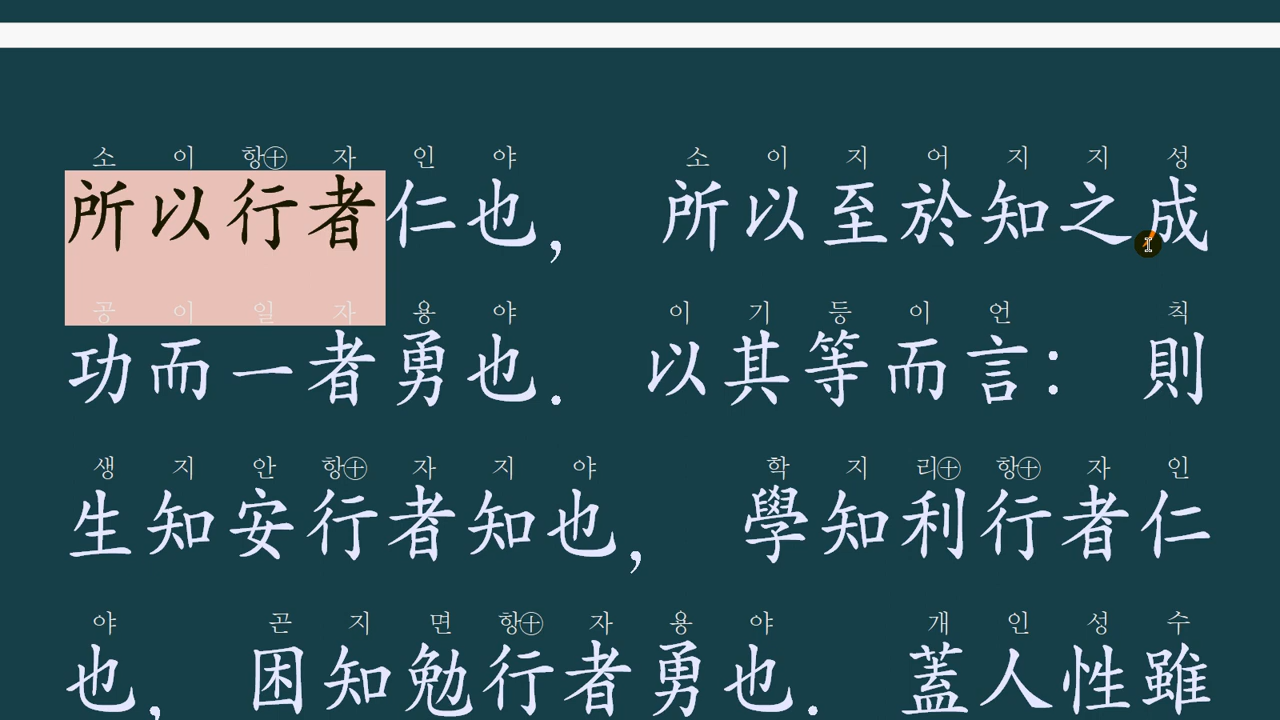 소 이 항㊉ 자 인 야 소 이 지 어 지 지 성
所以行者仁也, 所以至於知之成
공 이 일 자 용 야 이 기 등 이 언 칙
功而一者勇也. 以其等而言: 則
생 지 안 항㊉ 자 지 야 학 지 리㊉ 항㊉ 자 인
生知安行者知也, 學知利行者仁
야 곤 지 면 항㊉ 자 용 야 개 인 성 수
也, 困知勉行者勇也. 蓋人性雖